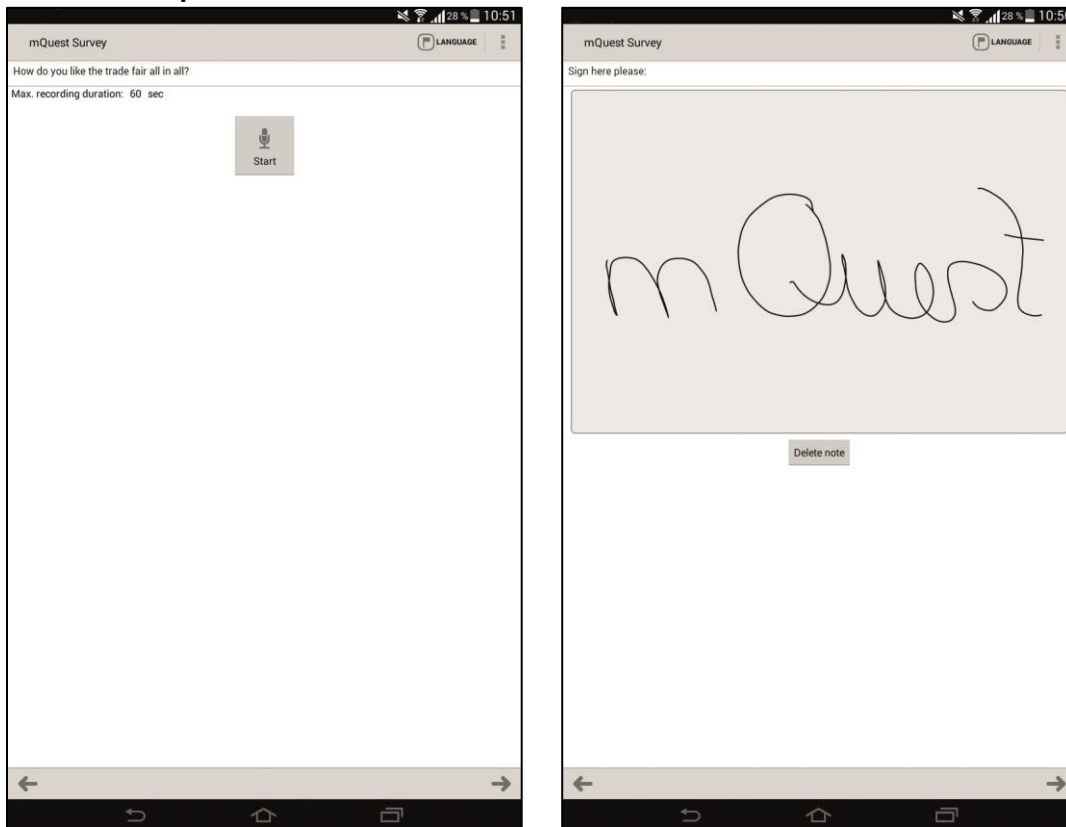 28 % 10:51
mQuest Survey LANGUAGE
How do you like the trade fair all in all?
Max. recording duration: 60 sec
Start
28 %
mQuest Survey LANGUAGE
Sign here please:
mQuest
Delete note